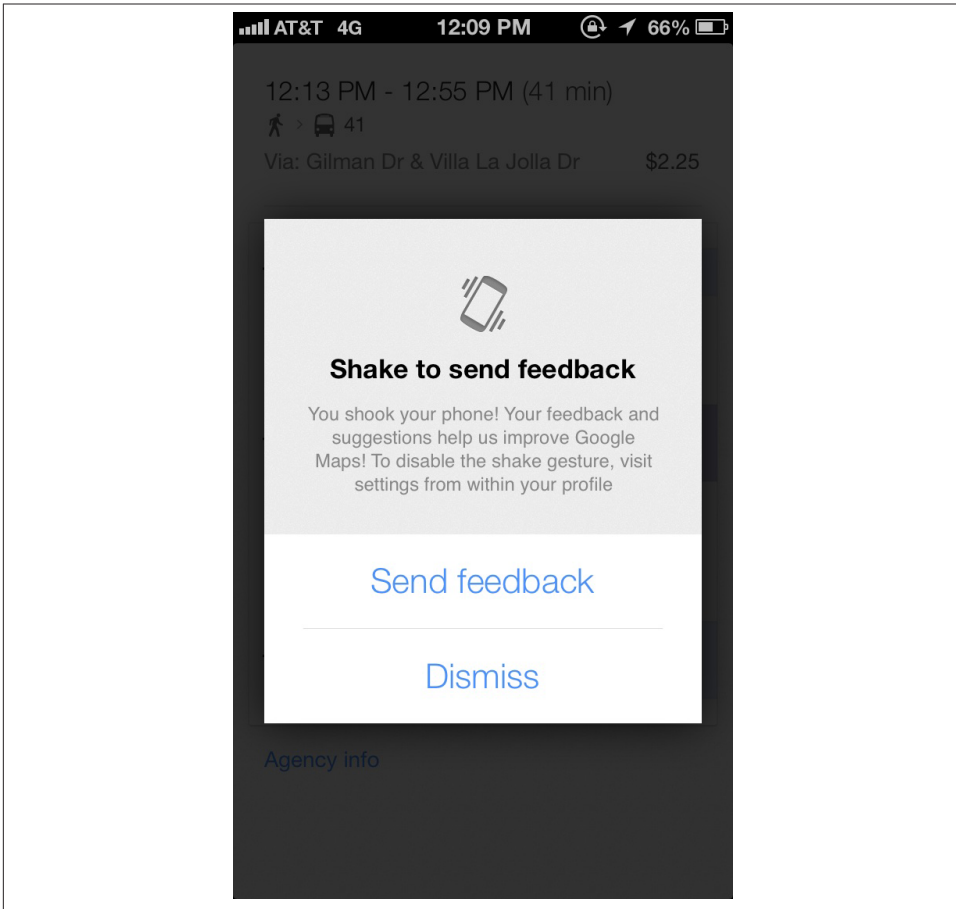 AT&T 4G 12:09 PM 66%
12:13 PM - 12:55 PM (41 min)
41
Via: Gilman Dr & Villa La Jolla Dr $2.25
Shake to send feedback
You shook your phone! Your feedback and
suggestions help us improve Google
Maps! To disable the shake gesture, visit
settings from within your profile
Send feedback
Dismiss
Agency info